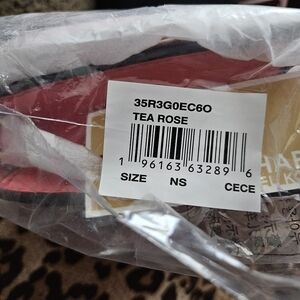 35R3G0EC6O
TEA ROSE
1 96163 63289 6
SIZE NS CECE